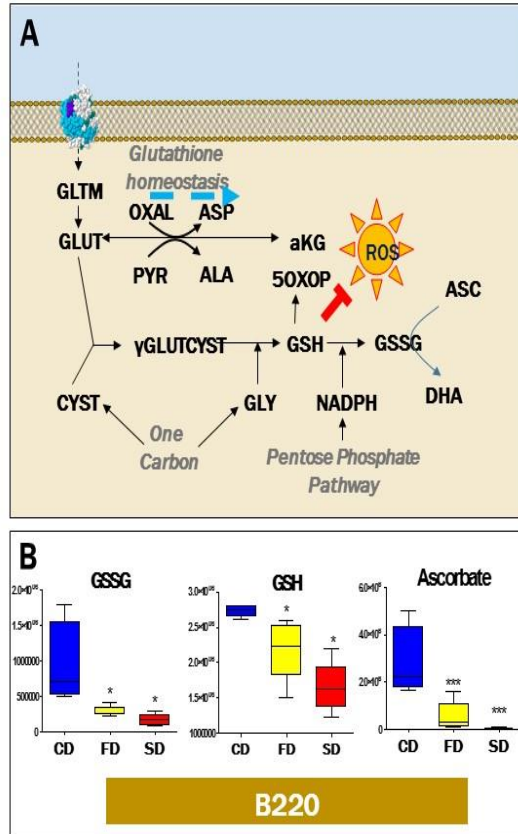 A
Glutathione
homeostasis
GLTM
OXAL ASP
GLUT
aKG
ROS
PYR ALA
5OXOP
ASC
γGLUTCYST
GSH
GSSG
CYST
GLY
NADPH
DHA
One
Carbon
Pentose Phosphate
Pathway
B
GSSG
1000000
500000
0
*
*
CD FD SD
GSH
1000000
*
*
CD FD SD
Ascorbate
0
***
***
CD FD SD
B220